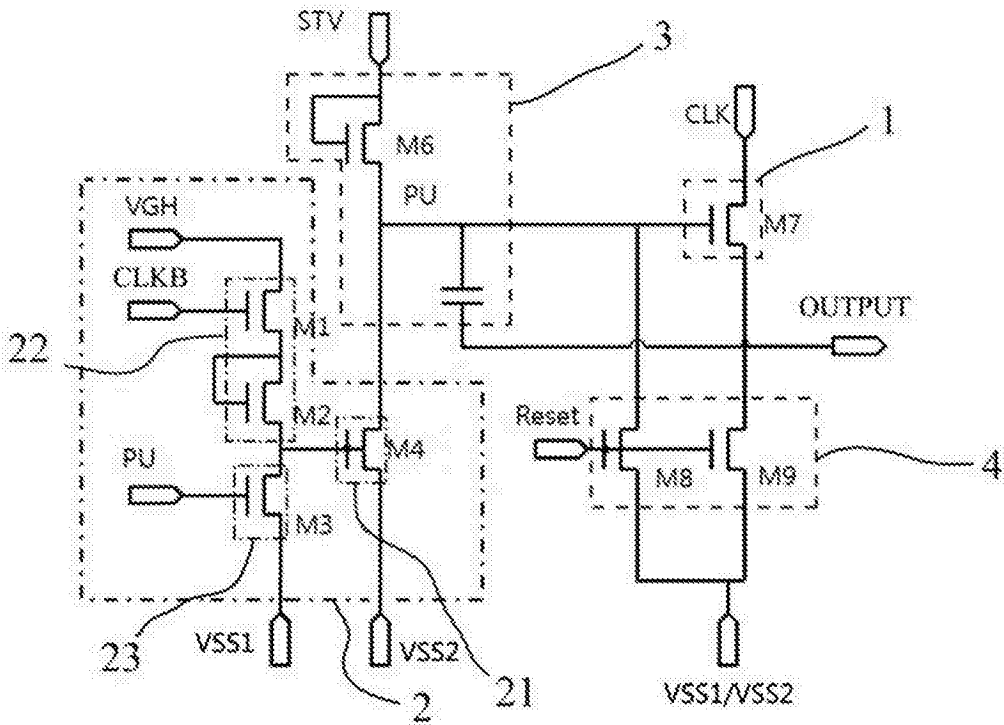 STV
3
CLK
1
M6
VGH
PU
M7
CLKB
OUTPUT
M1
22
M2
Reset
M4
PU
M8
M9
4
M3
23
VSS1
VSS2
21
2
VSS1/VSS2